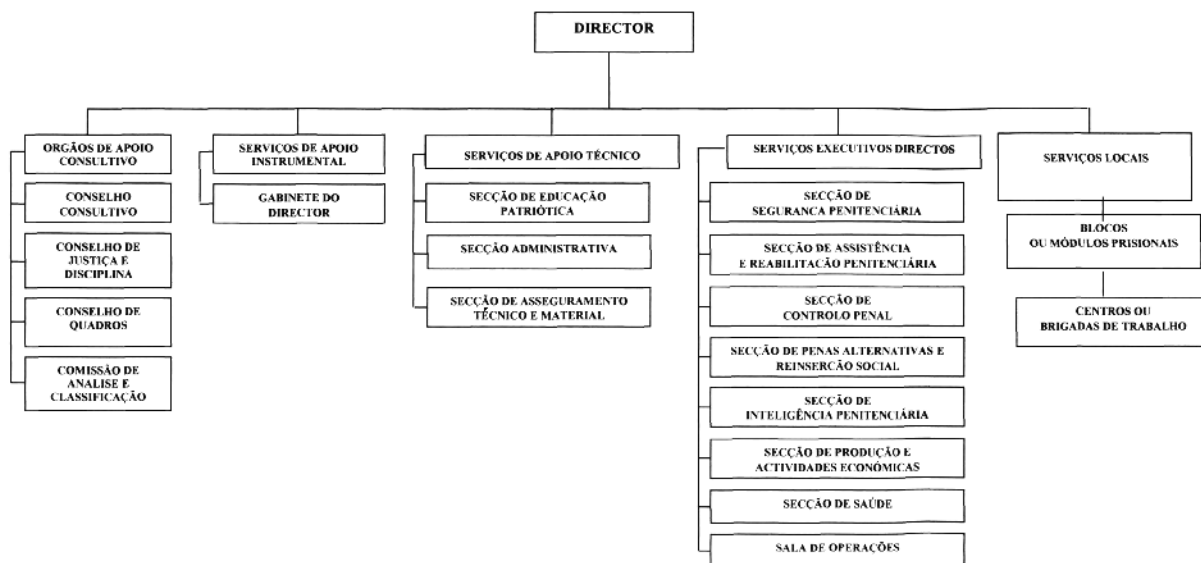 DIRECTOR
ORGÃOS DE APOIO
CONSULTIVO
CONSELHO
CONSULTIVO
CONSELHO DE
JUSTIÇA E
DISCIPLINA
CONSELHO DE
QUADROS
COMISSÃO DE
ANALISE E
CLASSIFICAÇÃO
SERVIÇOS DE APOIO
INSTRUMENTAL
GABINETE DO
DIRECTOR
SERVIÇOS DE APOIO TÉCNICO
SECÇÃO DE EDUCAÇÃO
PATRIÓTICA
SECÇÃO ADMINISTRATIVA
SECÇÃO DE ASSEGURAMENTO
TÉCNICO E MATERIAL
SERVIÇOS EXECUTIVOS DIRECTOS
SECÇÃO DE
SEGURANCA PENITENCIÁRIA
SECÇÃO DE ASSISTÊNCIA
E REABILITACÃO PENITENCIÁRIA
SECÇÃO DE
CONTROLO PENAL
SECÇÃO DE PENAS ALTERNATIVAS E
REINSERCÃO SOCIAL
SECÇÃO DE
INTELIGÊNCIA PENITENCIÁRIA
SECÇÃO DE PRODUÇÃO E
ACTIVIDADES ECONÓMICAS
SECÇÃO DE SAÚDE
SALA DE OPERAÇÕES
SERVIÇOS LOCAIS
BLOCOS
OU MÓDULOS PRISIONAIS
CENTROS OU
BRIGADAS DE TRABALHO